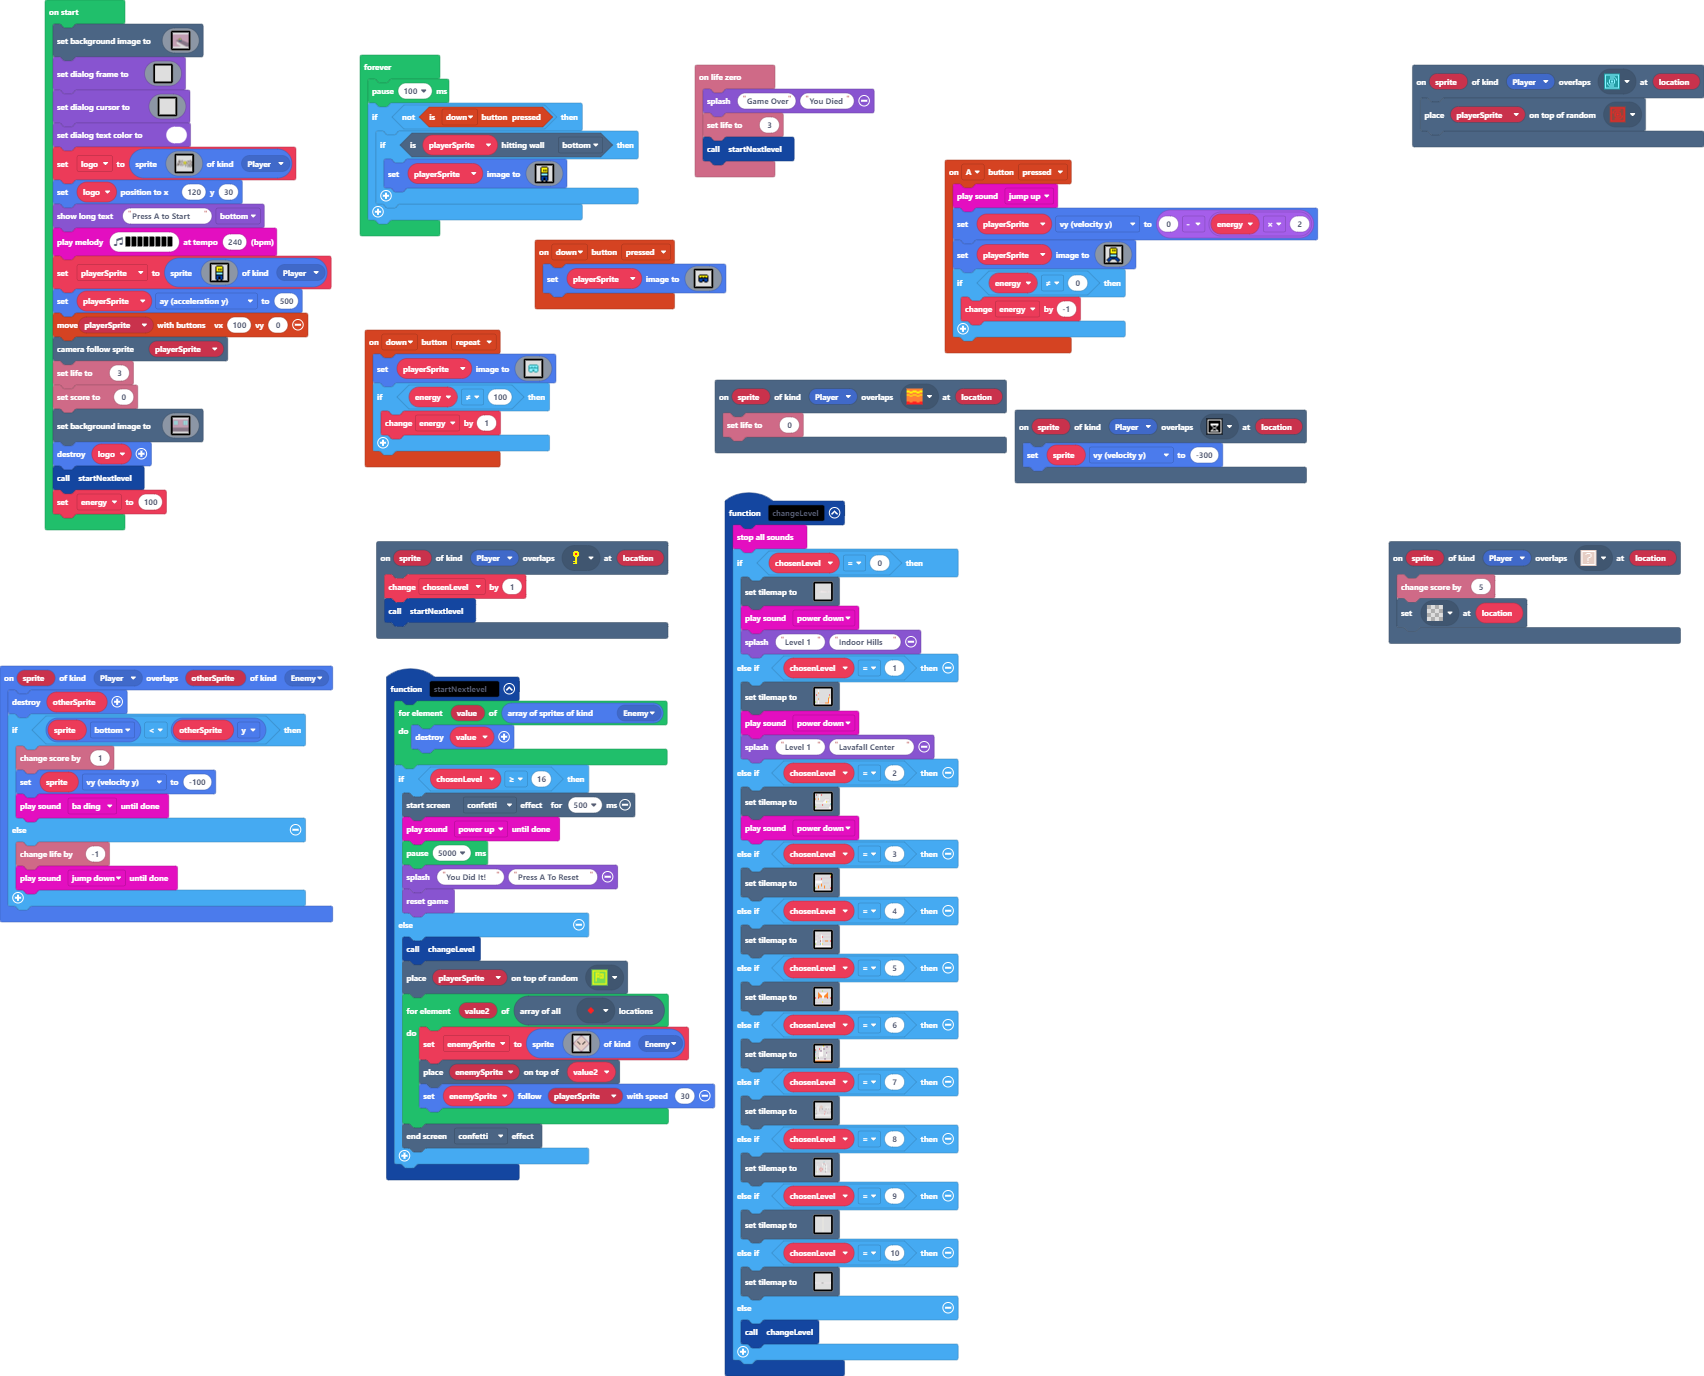 on start
set background image to
set dialog frame to
set dialog cursor to
set dialog text color to
set logo to sprite of kind Player
set logo position to x 120 y 30
show long text "Press A to Start" bottom
play melody at tempo 240 (bpm)
set playerSprite to sprite of kind Player
set playerSprite ay (acceleration y) to 500
move playerSprite with buttons vx 100 vy 0
camera follow sprite playerSprite
set life to 3
set score to 0
set background image to
destroy logo
call startNextlevel
set energy to 100
forever
pause 100 ms
if not is down button pressed then
if is playerSprite hitting wall bottom then
set playerSprite image to
on down button pressed
set playerSprite image to
on down button repeat
set playerSprite image to
if energy ≠ 100 then
change energy by 1
on life zero
splash "Game Over" "You Died"
set life to 3
call startNextlevel
on A button pressed
play sound jump up
set playerSprite vy (velocity y) to 0 - energy × 2
set playerSprite image to
if energy ≠ 0 then
change energy by -1
on sprite of kind Player overlaps at location
place playerSprite on top of random
on sprite of kind Player overlaps at location
set life to 0
on sprite of kind Player overlaps at location
set sprite vy (velocity y) to -300
on sprite of kind Player overlaps at location
change chosenLevel by 1
call startNextlevel
on sprite of kind Player overlaps at location
change score by 5
set at location
on sprite of kind Player overlaps otherSprite of kind Enemy
destroy otherSprite
if sprite bottom < otherSprite y then
change score by 1
set sprite vy (velocity y) to -100
play sound ba ding until done
else
change life by -1
play sound jump down until done
function startNextlevel
for element value of array of sprites of kind Enemy
do destroy value
if chosenLevel ≥ 16 then
start screen confetti effect for 500 ms
play sound power up until done
pause 5000 ms
splash "You Did It!" "Press A To Reset"
reset game
else
call changeLevel
place playerSprite on top of random
for element value2 of array of all locations
do set enemySprite to sprite of kind Enemy
place enemySprite on top of value2
set enemySprite follow playerSprite with speed 30
end screen confetti effect
function changeLevel
stop all sounds
if chosenLevel = 0 then
set tilemap to
play sound power down
splash "Level 1" "Indoor Hills"
else if chosenLevel = 1 then
set tilemap to
play sound power down
splash "Level 1" "Lavafall Center"
else if chosenLevel = 2 then
set tilemap to
play sound power down
else if chosenLevel = 3 then
set tilemap to
else if chosenLevel = 4 then
set tilemap to
else if chosenLevel = 5 then
set tilemap to
else if chosenLevel = 6 then
set tilemap to
else if chosenLevel = 7 then
set tilemap to
else if chosenLevel = 8 then
set tilemap to
else if chosenLevel = 9 then
set tilemap to
else if chosenLevel = 10 then
set tilemap to
else
call changeLevel